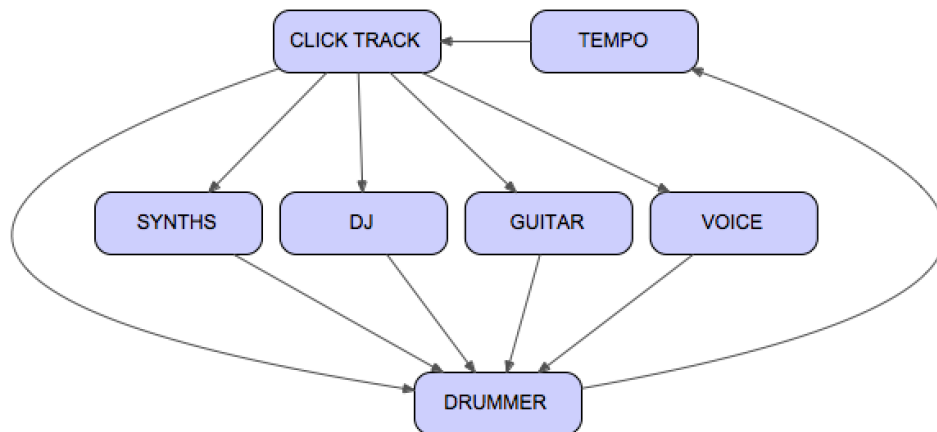 CLICK TRACK
TEMPO
SYNTHS
DJ
GUITAR
VOICE
DRUMMER